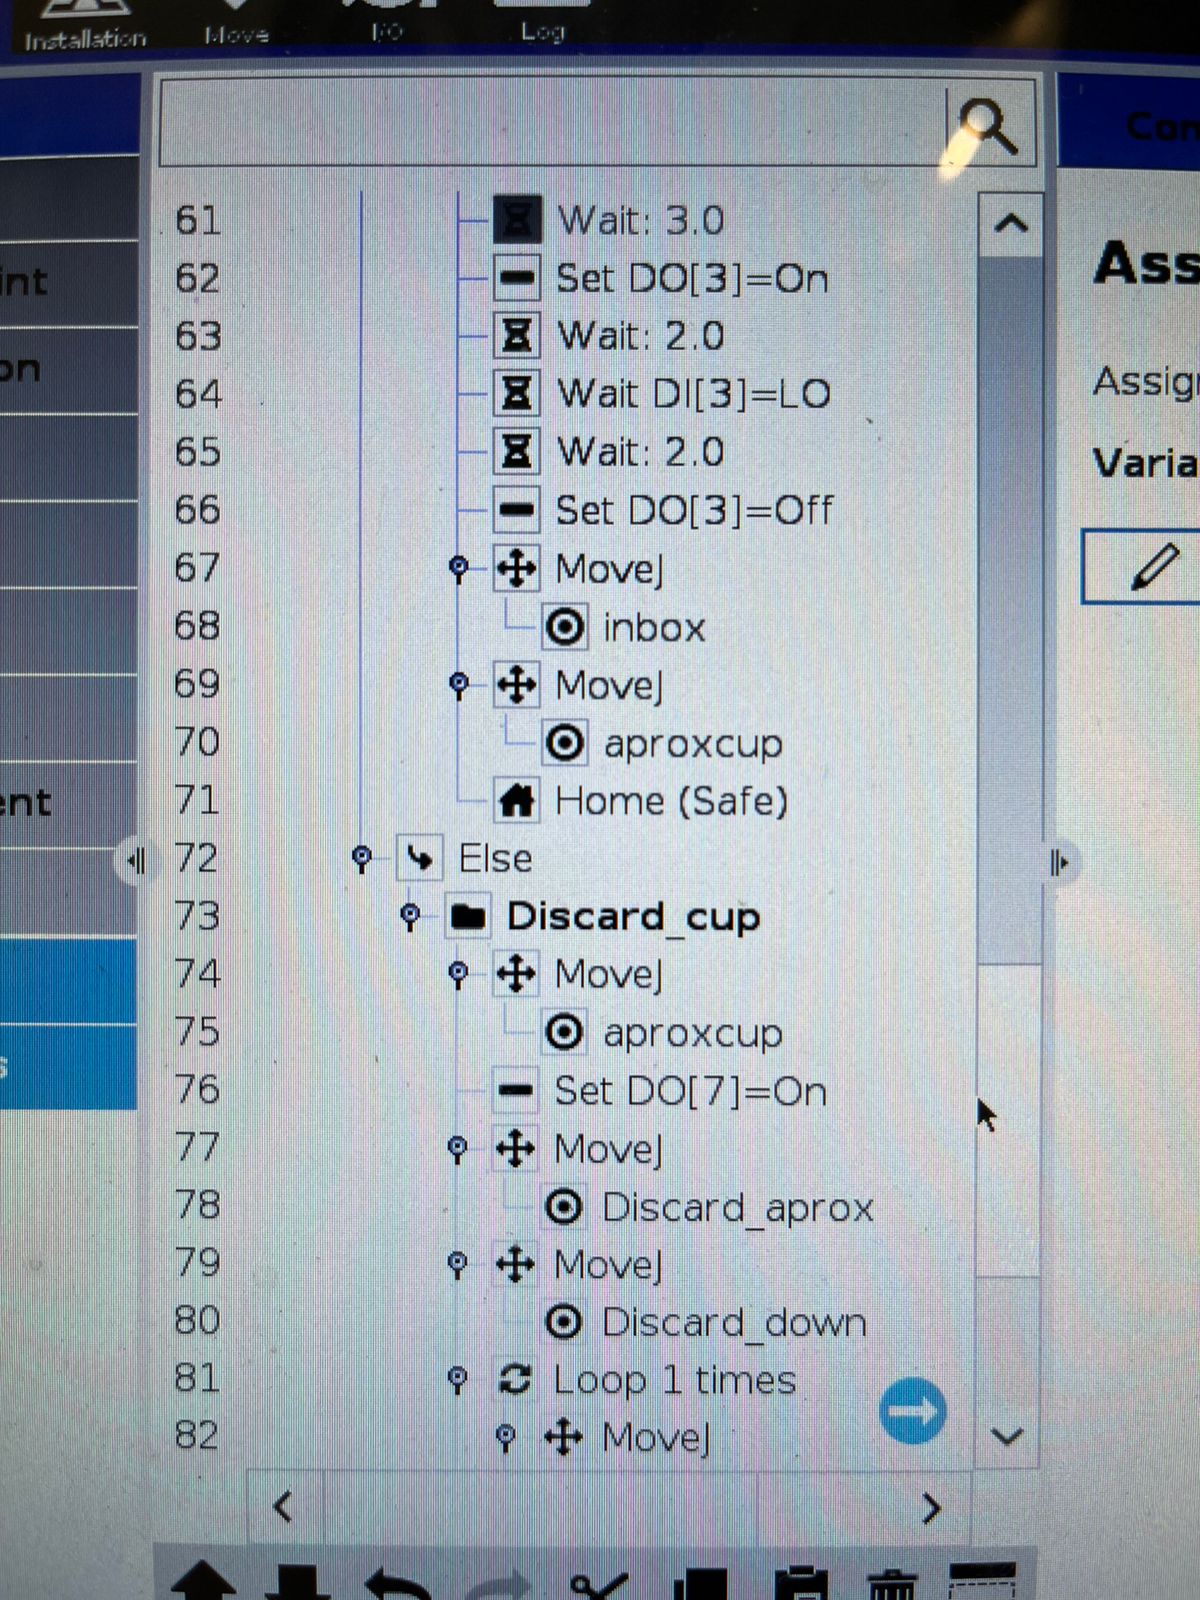 Installation Move I/O Log
Com
61 Wait: 3.0
62 Set DO[3]=On
63 Wait: 2.0
64 Wait DI[3]=LO
65 Wait: 2.0
66 Set DO[3]=Off
67 MoveJ
68 inbox
69 MoveJ
70 aproxcup
71 Home (Safe)
72 Else
73 Discard_cup
74 MoveJ
75 aproxcup
76 Set DO[7]=On
77 MoveJ
78 Discard_aprox
79 MoveJ
80 Discard_down
81 Loop 1 times
82 MoveJ
int
on
ent
s
Ass
Assig
Varia